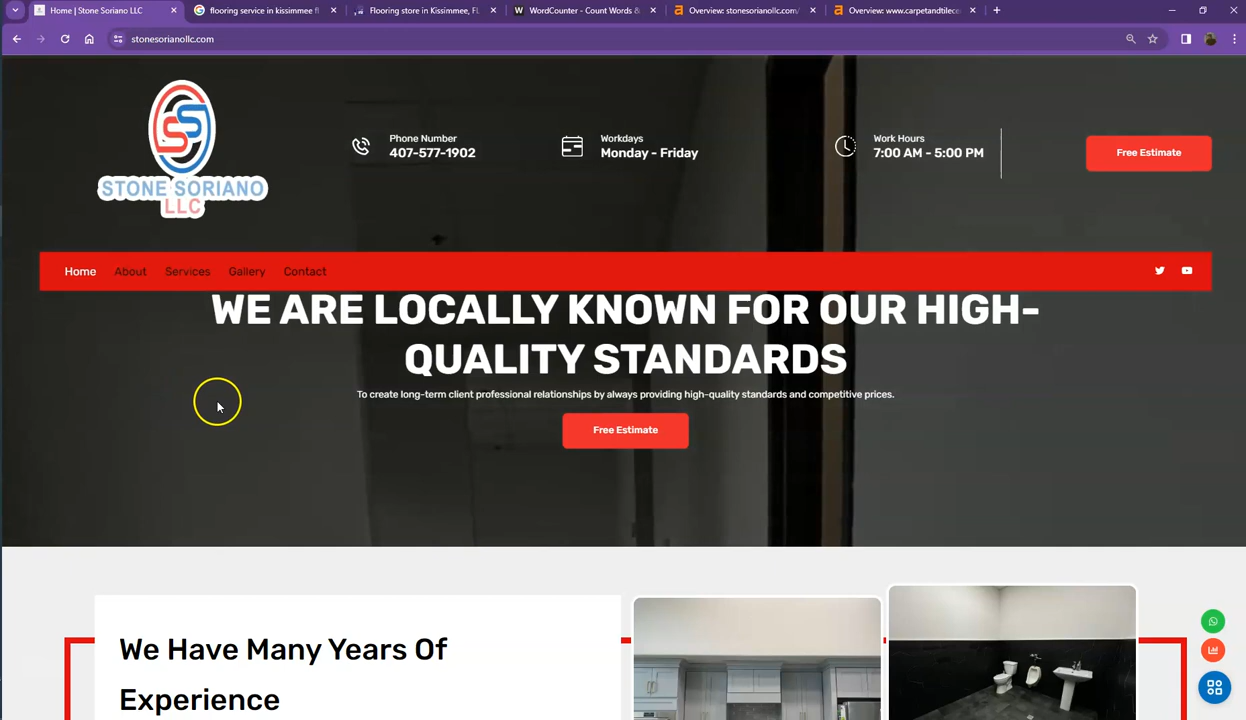 Home | Stone Soriano LLC
flooring service in kissimmee fl
Flooring store in Kissimmee, FL
WordCounter - Count Words &
Overview: stonesorianollc.com/
Overview: www.carpetandtilece
stonesorianollc.com
STONE SORIANO
LLC
Phone Number
407-577-1902
Workdays
Monday - Friday
Work Hours
7:00 AM - 5:00 PM
Free Estimate
Home About Services Gallery Contact
WE ARE LOCALLY KNOWN FOR OUR HIGH-
QUALITY STANDARDS
To create long-term client professional relationships by always providing high-quality standards and competitive prices.
Free Estimate
We Have Many Years Of
Experience